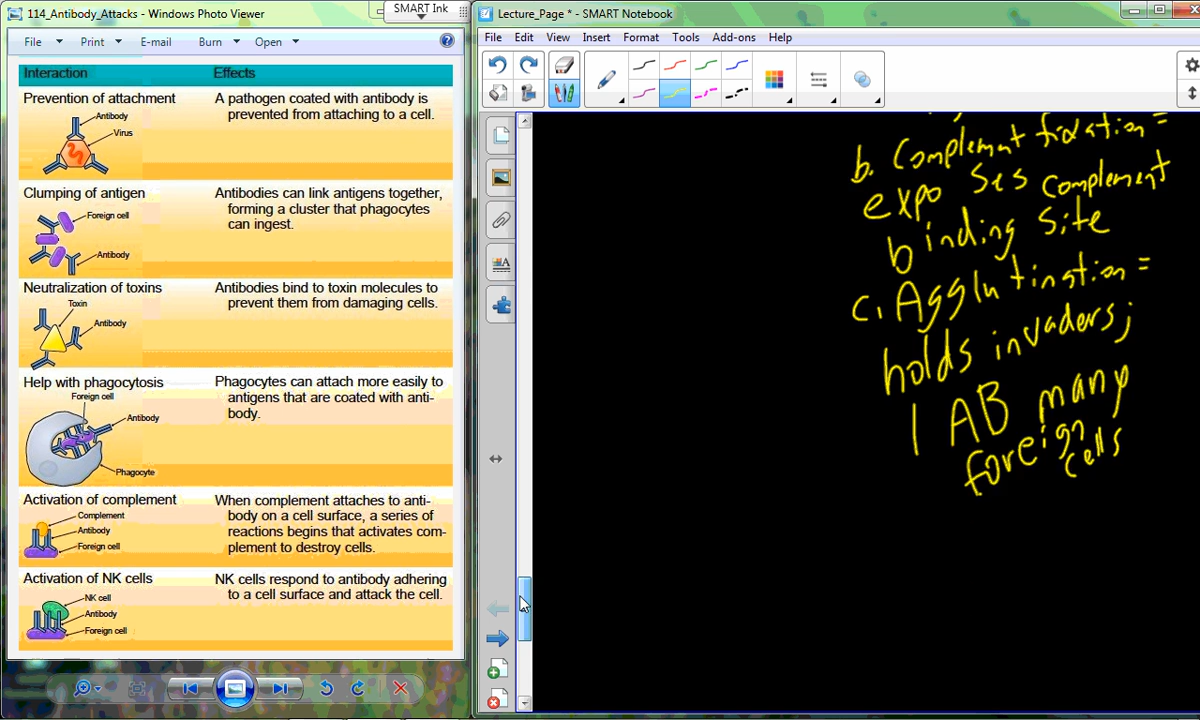 114_Antibody_Attacks - Windows Photo Viewer
SMART Ink
File Print E-mail Burn Open
Interaction Effects
Prevention of attachment
Antibody
Virus
A pathogen coated with antibody is
prevented from attaching to a cell.
Clumping of antigen
Foreign cell
Antibody
Antibodies can link antigens together,
forming a cluster that phagocytes
can ingest.
Neutralization of toxins
Toxin
Antibody
Antibodies bind to toxin molecules to
prevent them from damaging cells.
Help with phagocytosis
Foreign cell
Antibody
Phagocyte
Phagocytes can attach more easily to
antigens that are coated with anti-
body.
Activation of complement
Complement
Antibody
Foreign cell
When complement attaches to anti-
body on a cell surface, a series of
reactions begins that activates com-
plement to destroy cells.
Activation of NK cells
NK cell
Antibody
Foreign cell
NK cells respond to antibody adhering
to a cell surface and attack the cell.
Lecture_Page * - SMART Notebook
File Edit View Insert Format Tools Add-ons Help
b. Complement fixation =
exposes complement
binding site
c. Agglutination =
holds invaders;
1 AB many
foreign
cells